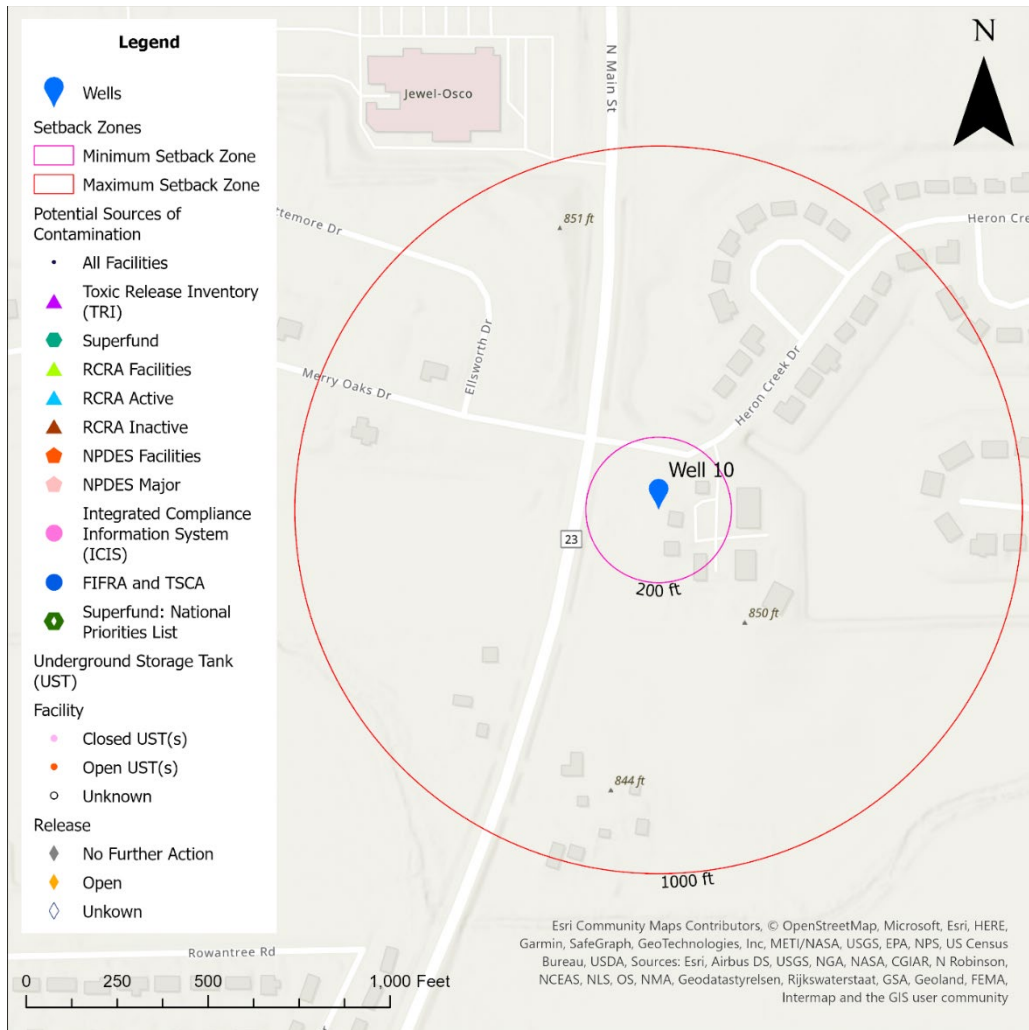 Legend
Wells
Setback Zones
Minimum Setback Zone
Maximum Setback Zone
Potential Sources of
Contamination
All Facilities
Toxic Release Inventory
(TRI)
Superfund
RCRA Facilities
RCRA Active
RCRA Inactive
NPDES Facilities
NPDES Major
Integrated Compliance
Information System
(ICIS)
FIFRA and TSCA
Superfund: National
Priorities List
Underground Storage Tank
(UST)
Facility
Closed UST(s)
Open UST(s)
Unknown
Release
No Further Action
Open
Unkown
Jewel-Osco
N Main St
N
851 ft
ttemore Dr
Heron Cre
Ellsworth Dr
Merry Oaks Dr
Heron Creek Dr
Well 10
23
200 ft
850 ft
844 ft
1000 ft
Rowantree Rd
0 250 500 1,000 Feet
Esri Community Maps Contributors, © OpenStreetMap, Microsoft, Esri, HERE,
Garmin, SafeGraph, GeoTechnologies, Inc, METI/NASA, USGS, EPA, NPS, US Census
Bureau, USDA, Sources: Esri, Airbus DS, USGS, NGA, NASA, CGIAR, N Robinson,
NCEAS, NLS, OS, NMA, Geodatastyrelsen, Rijkswaterstaat, GSA, Geoland, FEMA,
Intermap and the GIS user community